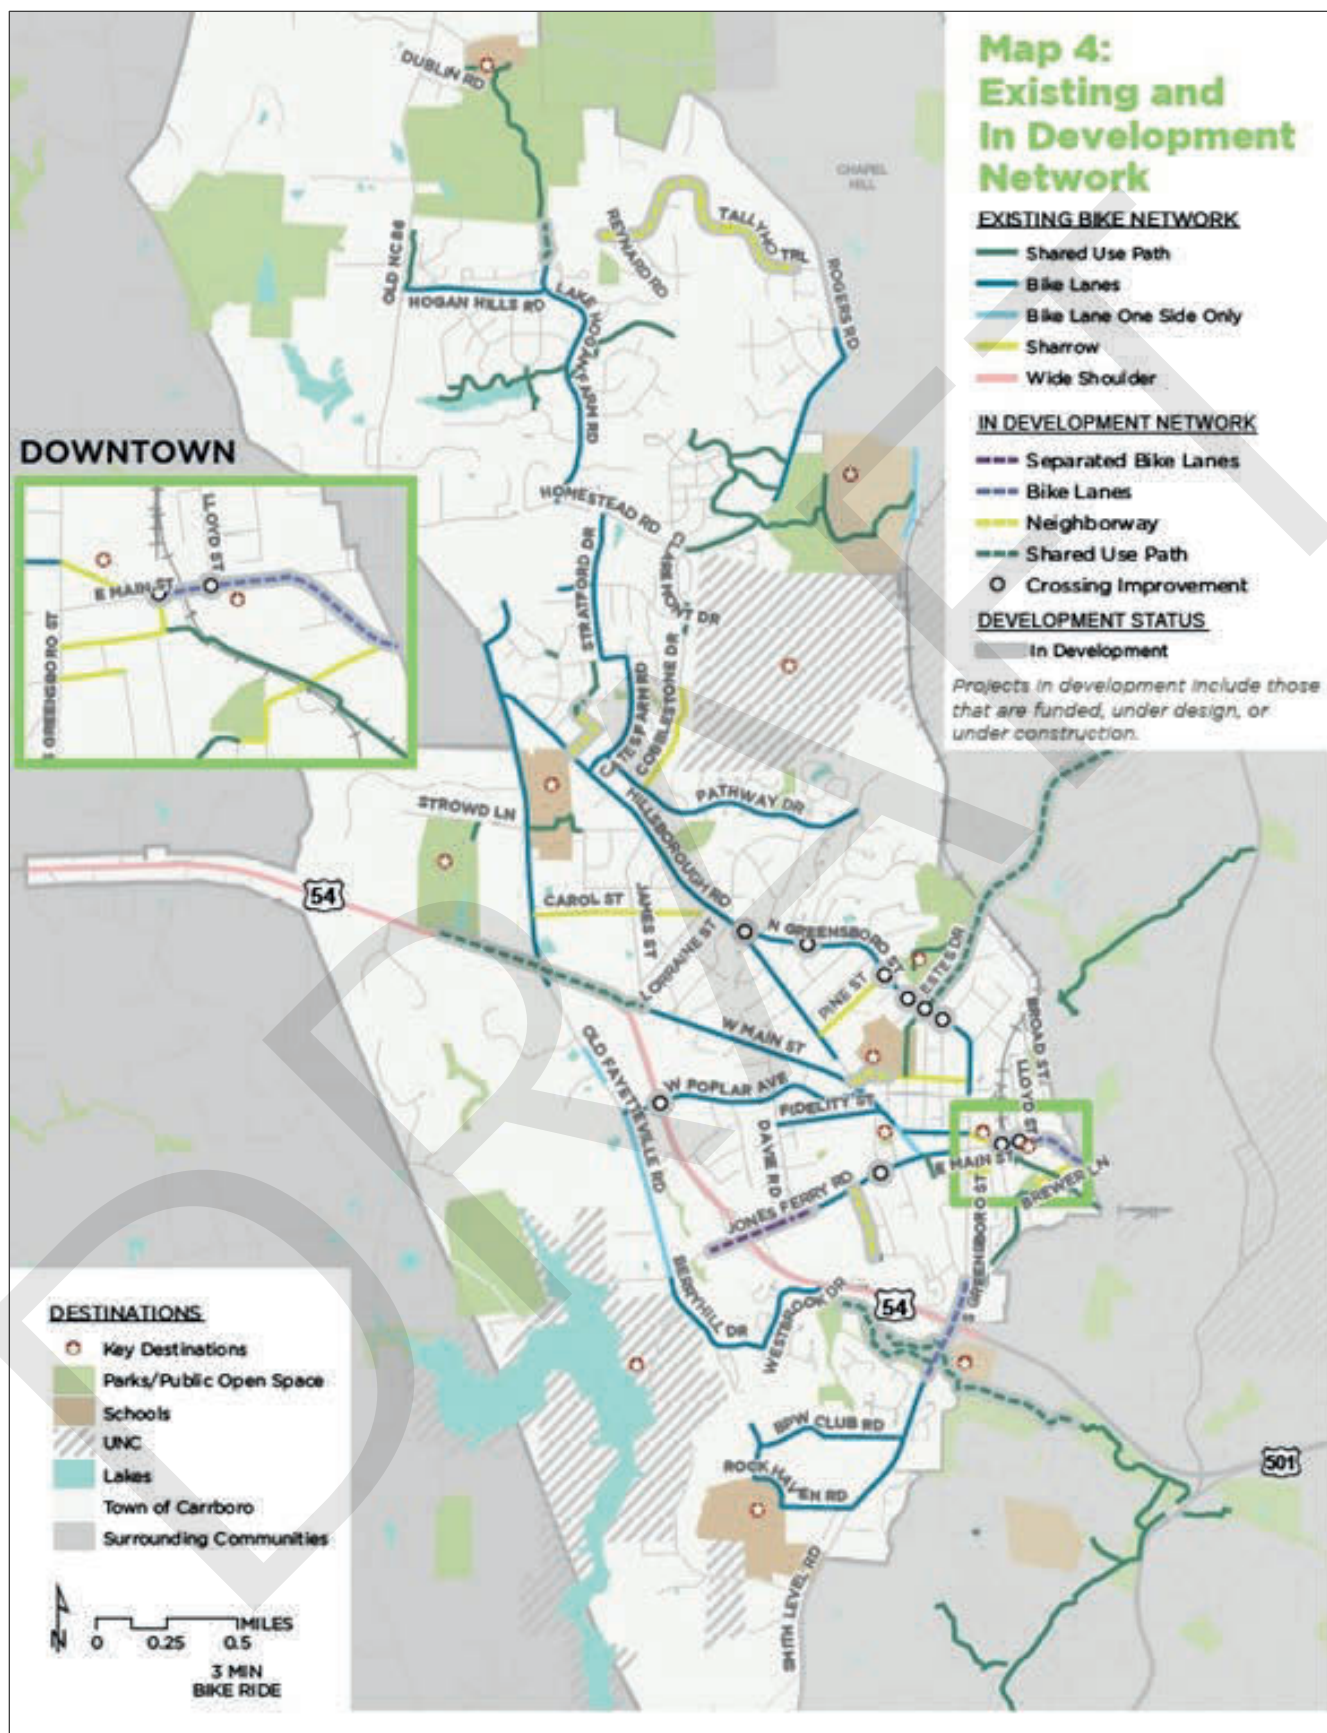 Map 4:
Existing and
In Development
Network
EXISTING BIKE NETWORK
Shared Use Path
Bike Lanes
Bike Lane One Side Only
Sharrow
Wide Shoulder
IN DEVELOPMENT NETWORK
Separated Bike Lanes
Bike Lanes
Neighborway
Shared Use Path
Crossing Improvement
DEVELOPMENT STATUS
In Development
Projects in development include those
that are funded, under design, or
under construction.
DUBLIN RD
CHAPEL
HILL
OLD NC 86
REYNARD RD
TALLYHO TRL
ROGERS RD
HOGAN HILLS RD
LAKE HOGAN FARM RD
DOWNTOWN
LLOYD ST
E MAIN ST
S GREENSBORO ST
HOMESTEAD RD
STRATFORD DR
CLAREMONT DR
CATES FARM RD
COBBLESTONE DR
STROWD LN
HILLSBOROUGH RD
PATHWAY DR
54
CAROL ST
JAMES ST
LORRAINE ST
N GREENSBORO ST
ESTES DR
PINE ST
W MAIN ST
BROAD ST
LLOYD ST
OLD FAYETTEVILLE RD
W POPLAR AVE
FIDELITY ST
DAVIE RD
E MAIN ST
BREWER LN
JONES FERRY RD
S GREENSBORO ST
BERRYHILL DR
WESTBROOK DR
54
BPW CLUB RD
ROCK HAVEN RD
501
SMITH LEVEL RD
DESTINATIONS
Key Destinations
Parks/Public Open Space
Schools
UNC
Lakes
Town of Carrboro
Surrounding Communities
N
MILES
0 0.25 0.5
3 MIN
BIKE RIDE
DRAFT